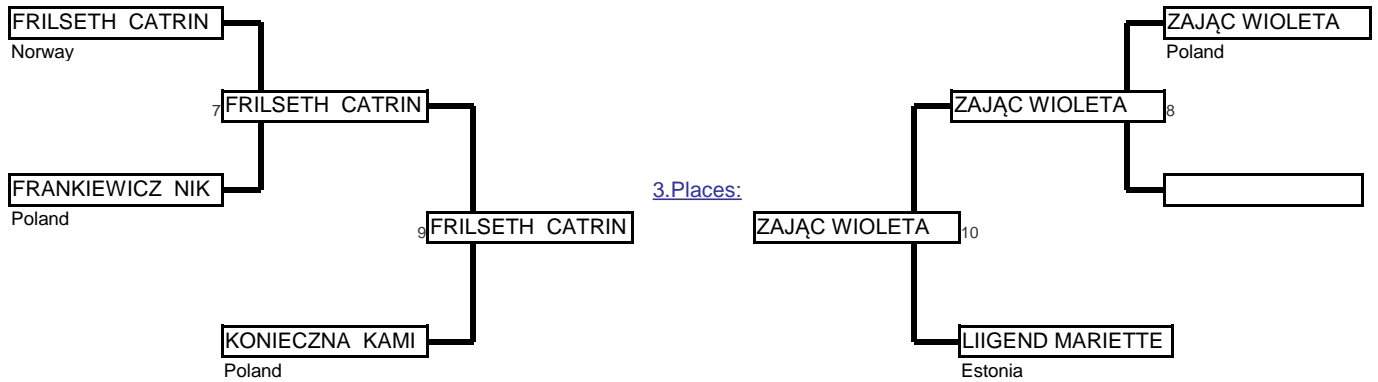 FRILSETH CATRIN
Norway
7 FRILSETH CATRIN
FRANKIEWICZ NIK
Poland
9 FRILSETH CATRIN
KONIECZNA KAMI
Poland
3.Places:
ZAJĄC WIOLETA
Poland
ZAJĄC WIOLETA 8
ZAJĄC WIOLETA 10
LIIGEND MARIETTE
Estonia